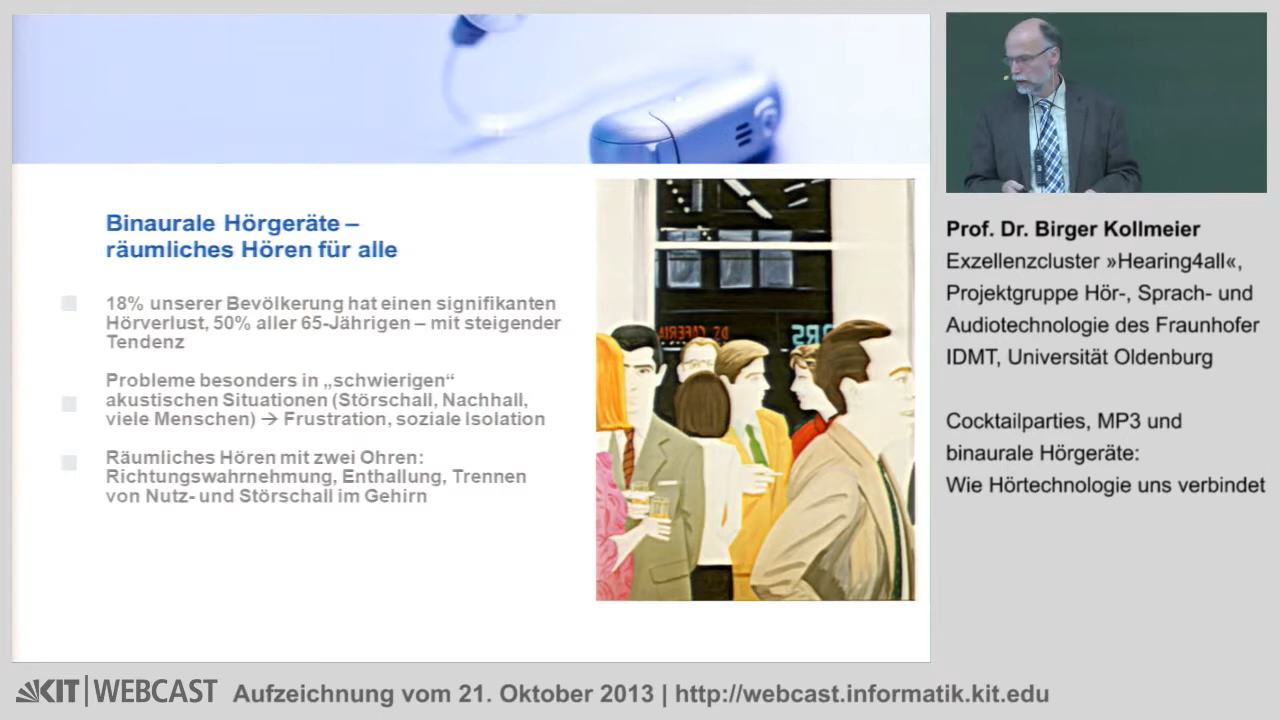 Binaurale Hörgeräte –
räumliches Hören für alle
18% unserer Bevölkerung hat einen signifikanten
Hörverlust, 50% aller 65-Jährigen – mit steigender
Tendenz
Probleme besonders in „schwierigen“
akustischen Situationen (Störschall, Nachhall,
viele Menschen) → Frustration, soziale Isolation
Räumliches Hören mit zwei Ohren:
Richtungswahrnehmung, Enthallung, Trennen
von Nutz- und Störschall im Gehirn
Prof. Dr. Birger Kollmeier
Exzellenzcluster »Hearing4all«,
Projektgruppe Hör-, Sprach- und
Audiotechnologie des Fraunhofer
IDMT, Universität Oldenburg
Cocktailparties, MP3 und
binaurale Hörgeräte:
Wie Hörtechnologie uns verbindet
KIT WEBCAST Aufzeichnung vom 21. Oktober 2013 | http://webcast.informatik.kit.edu